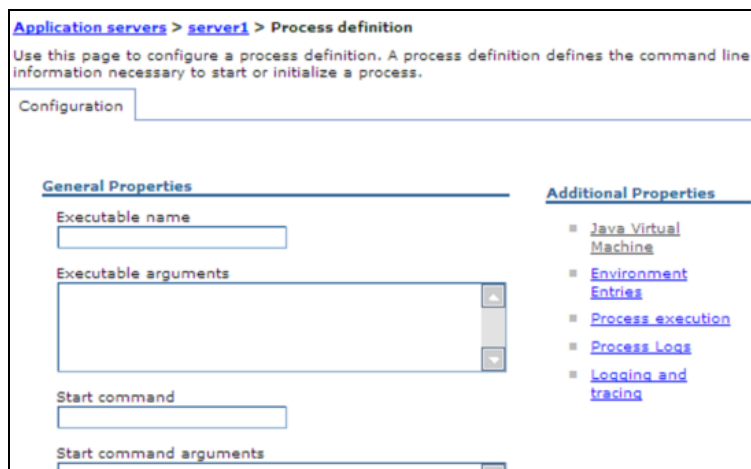 Application servers > server1 > Process definition
Use this page to configure a process definition. A process definition defines the command line
information necessary to start or initialize a process.
Configuration
General Properties
Executable name
Executable arguments
Start command
Start command arguments
Additional Properties
Java Virtual
Machine
Environment
Entries
Process execution
Process Logs
Logging and
tracing